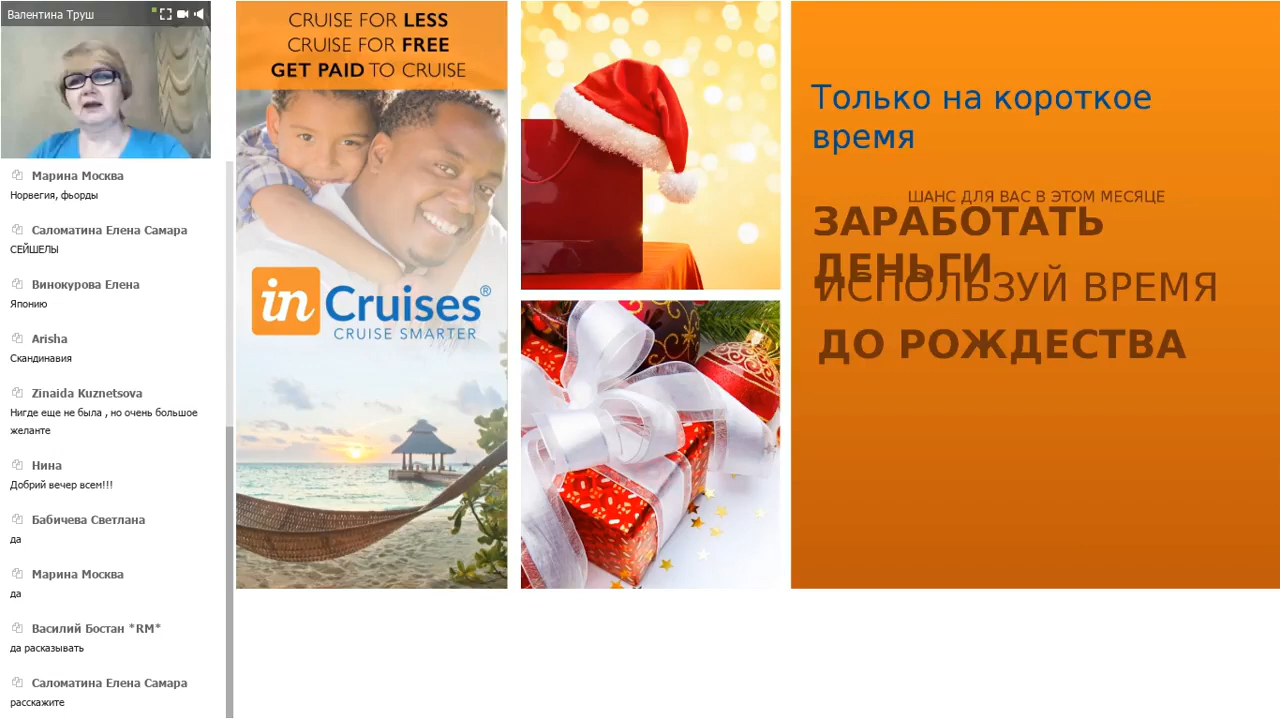 Валентина Труш
Марина Москва
Норвегия, фьорды
Саломатина Елена Самара
СЕЙШЕЛЫ
Винокурова Елена
Японию
Arisha
Скандинавия
Zinaida Kuznetsova
Нигде еще не была , но очень большое
желанте
Нина
Добрий вечер всем!!!
Бабичева Светлана
да
Марина Москва
да
Василий Бостан *RM*
да расказывать
Саломатина Елена Самара
расскажите
CRUISE FOR LESS
CRUISE FOR FREE
GET PAID TO CRUISE
in Cruises®
CRUISE SMARTER
Только на короткое
время
ШАНС ДЛЯ ВАС В ЭТОМ МЕСЯЦЕ
ЗАРАБОТАТЬ
ДЕНЬГИ
ИСПОЛЬЗУЙ ВРЕМЯ
ДО РОЖДЕСТВА